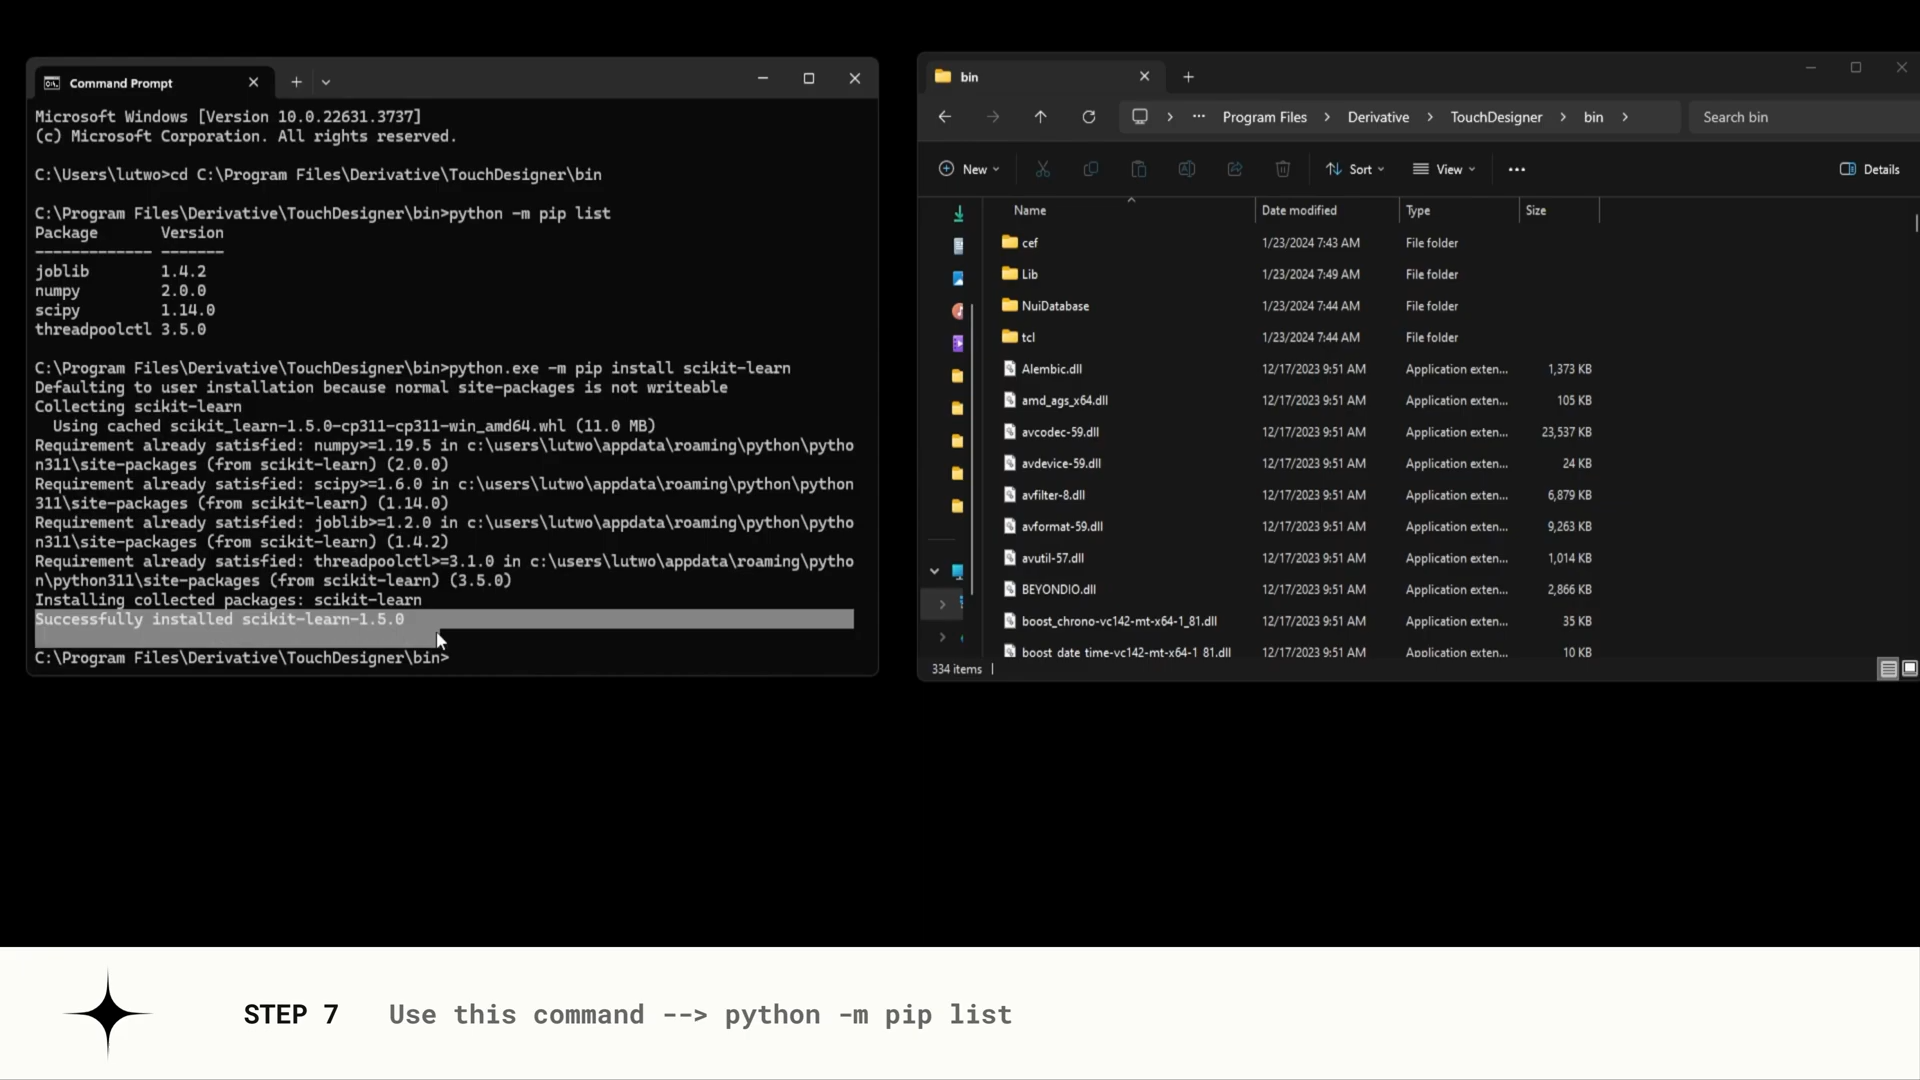 Command Prompt
Microsoft Windows [Version 10.0.22631.3737]
(c) Microsoft Corporation. All rights reserved.
C:\Users\lutwo>cd C:\Program Files\Derivative\TouchDesigner\bin
C:\Program Files\Derivative\TouchDesigner\bin>python -m pip list
Package Version
------------- -------
joblib 1.4.2
numpy 2.0.0
scipy 1.14.0
threadpoolctl 3.5.0
C:\Program Files\Derivative\TouchDesigner\bin>python.exe -m pip install scikit-learn
Defaulting to user installation because normal site-packages is not writeable
Collecting scikit-learn
Using cached scikit_learn-1.5.0-cp311-cp311-win_amd64.whl (11.0 MB)
Requirement already satisfied: numpy>=1.19.5 in c:\users\lutwo\appdata\roaming\python\pytho
n311\site-packages (from scikit-learn) (2.0.0)
Requirement already satisfied: scipy>=1.6.0 in c:\users\lutwo\appdata\roaming\python\python
311\site-packages (from scikit-learn) (1.14.0)
Requirement already satisfied: joblib>=1.2.0 in c:\users\lutwo\appdata\roaming\python\pytho
n311\site-packages (from scikit-learn) (1.4.2)
Requirement already satisfied: threadpoolctl>=3.1.0 in c:\users\lutwo\appdata\roaming\pytho
n\python311\site-packages (from scikit-learn) (3.5.0)
Installing collected packages: scikit-learn
Successfully installed scikit-learn-1.5.0
C:\Program Files\Derivative\TouchDesigner\bin>
bin
Program Files > Derivative > TouchDesigner > bin >
Search bin
New Sort View ... Details
Name Date modified Type Size
cef 1/23/2024 7:43 AM File folder
Lib 1/23/2024 7:49 AM File folder
NuiDatabase 1/23/2024 7:44 AM File folder
tcl 1/23/2024 7:44 AM File folder
Alembic.dll 12/17/2023 9:51 AM Application exten... 1,373 KB
amd_ags_x64.dll 12/17/2023 9:51 AM Application exten... 105 KB
avcodec-59.dll 12/17/2023 9:51 AM Application exten... 23,537 KB
avdevice-59.dll 12/17/2023 9:51 AM Application exten... 24 KB
avfilter-8.dll 12/17/2023 9:51 AM Application exten... 6,879 KB
avformat-59.dll 12/17/2023 9:51 AM Application exten... 9,263 KB
avutil-57.dll 12/17/2023 9:51 AM Application exten... 1,014 KB
BEYONDIO.dll 12/17/2023 9:51 AM Application exten... 2,866 KB
boost_chrono-vc142-mt-x64-1_81.dll 12/17/2023 9:51 AM Application exten... 35 KB
boost_date_time-vc142-mt-x64-1_81.dll 12/17/2023 9:51 AM Application exten... 10 KB
334 items
STEP 7 Use this command --> python -m pip list